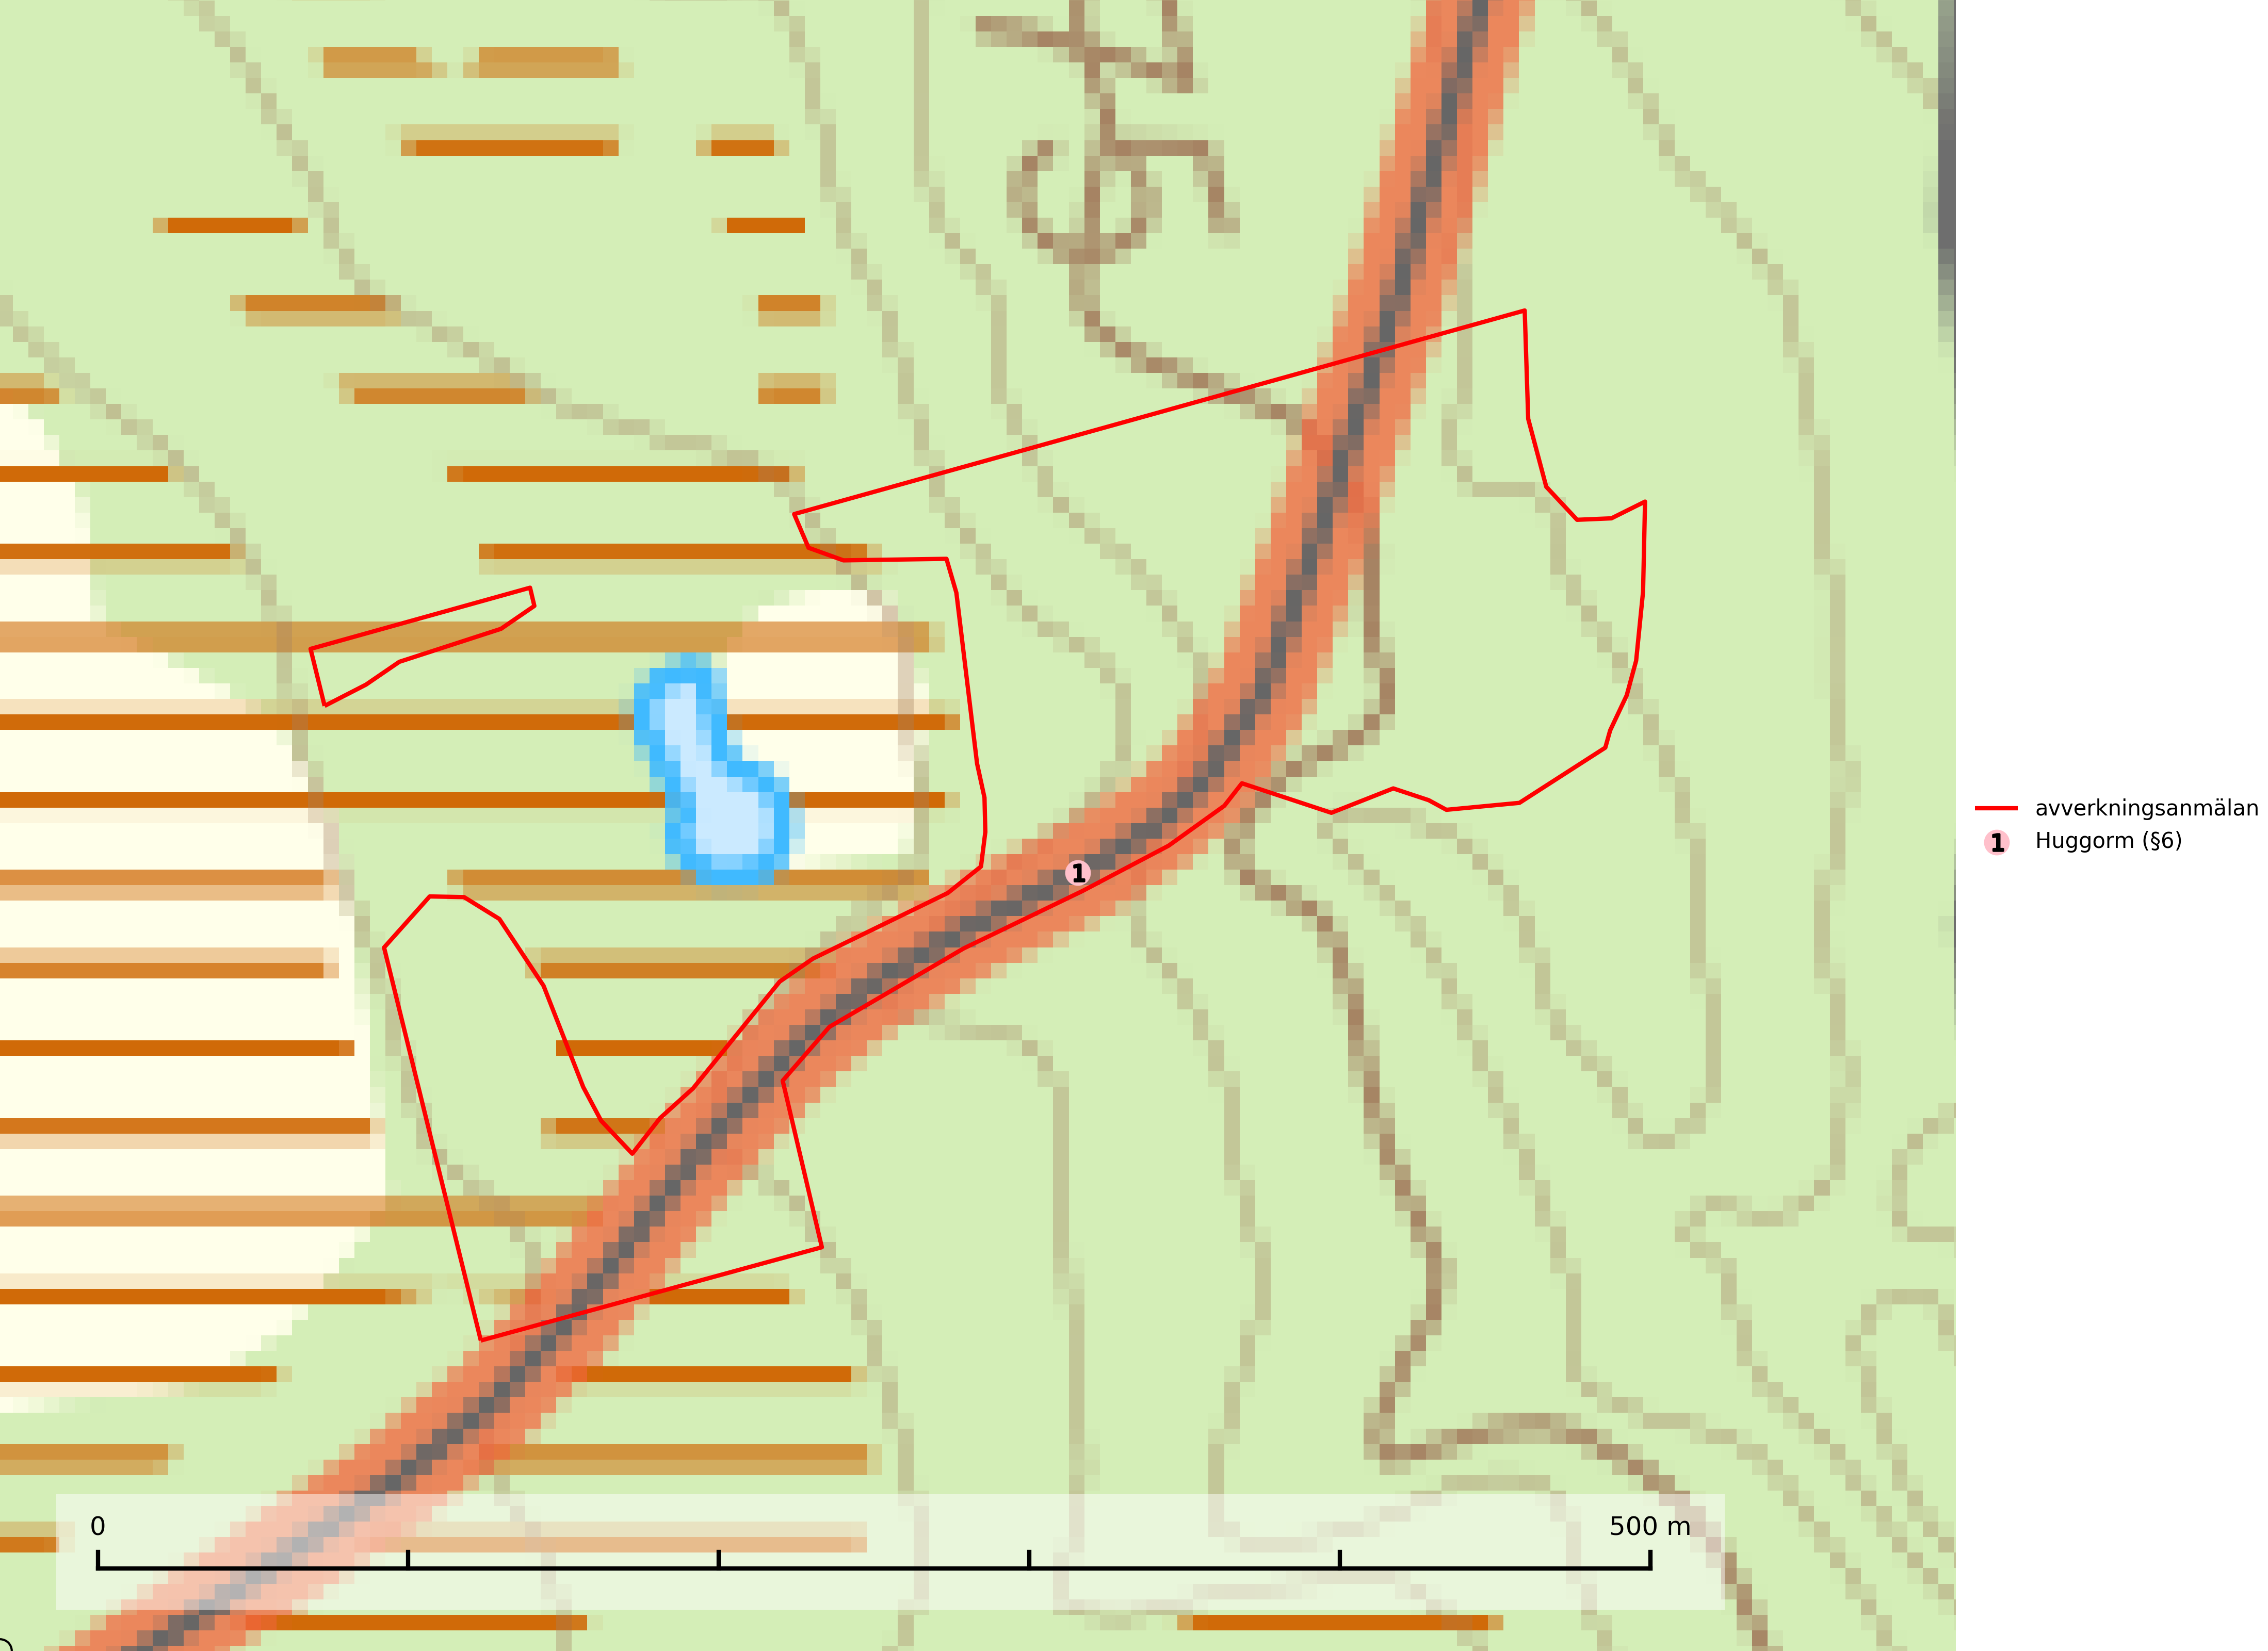 1
avverkningsanmälan
1 Huggorm (§6)
0 500 m